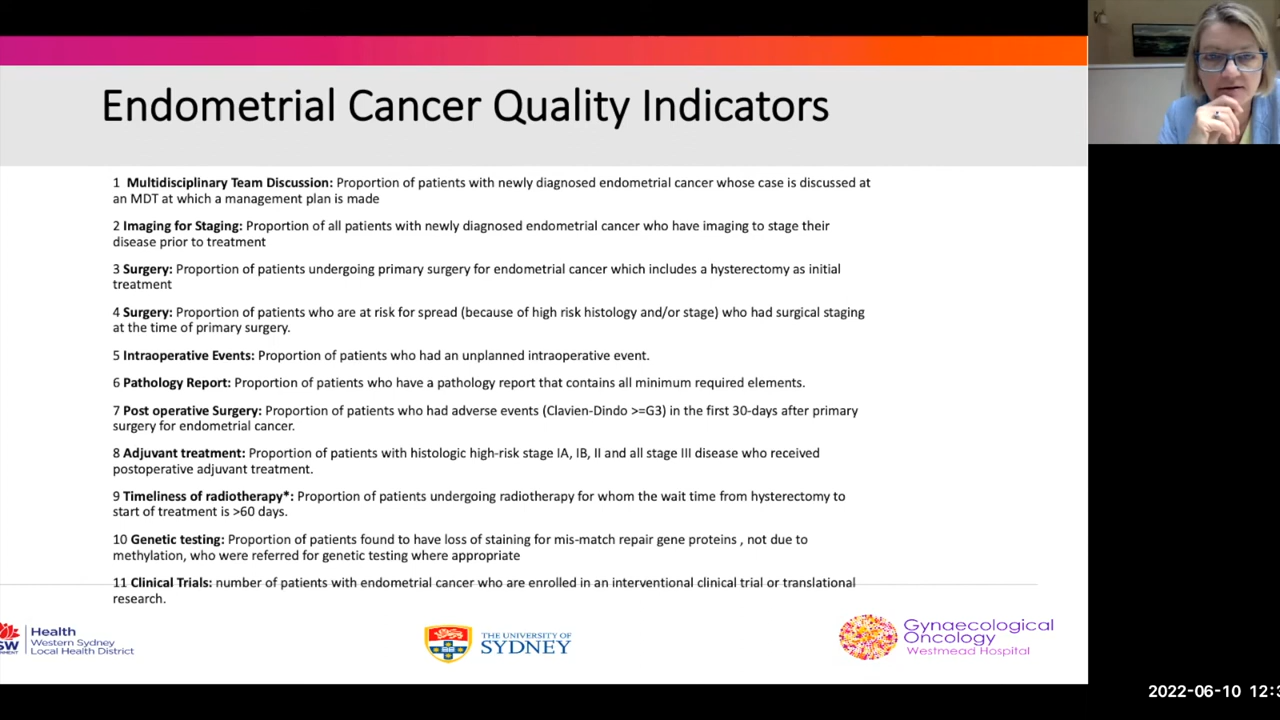 Endometrial Cancer Quality Indicators
1 Multidisciplinary Team Discussion: Proportion of patients with newly diagnosed endometrial cancer whose case is discussed at
an MDT at which a management plan is made
2 Imaging for Staging: Proportion of all patients with newly diagnosed endometrial cancer who have imaging to stage their
disease prior to treatment
3 Surgery: Proportion of patients undergoing primary surgery for endometrial cancer which includes a hysterectomy as initial
treatment
4 Surgery: Proportion of patients who are at risk for spread (because of high risk histology and/or stage) who had surgical staging
at the time of primary surgery.
5 Intraoperative Events: Proportion of patients who had an unplanned intraoperative event.
6 Pathology Report: Proportion of patients who have a pathology report that contains all minimum required elements.
7 Post operative Surgery: Proportion of patients who had adverse events (Clavien-Dindo >=G3) in the first 30-days after primary
surgery for endometrial cancer.
8 Adjuvant treatment: Proportion of patients with histologic high-risk stage IA, IB, II and all stage III disease who received
postoperative adjuvant treatment.
9 Timeliness of radiotherapy*: Proportion of patients undergoing radiotherapy for whom the wait time from hysterectomy to
start of treatment is >60 days.
10 Genetic testing: Proportion of patients found to have loss of staining for mis-match repair gene proteins , not due to
methylation, who were referred for genetic testing where appropriate
11 Clinical Trials: number of patients with endometrial cancer who are enrolled in an interventional clinical trial or translational
research.
Health
Western Sydney
Local Health District
THE UNIVERSITY OF
SYDNEY
Gynaecological
Oncology
Westmead Hospital
2022-06-10 12:3